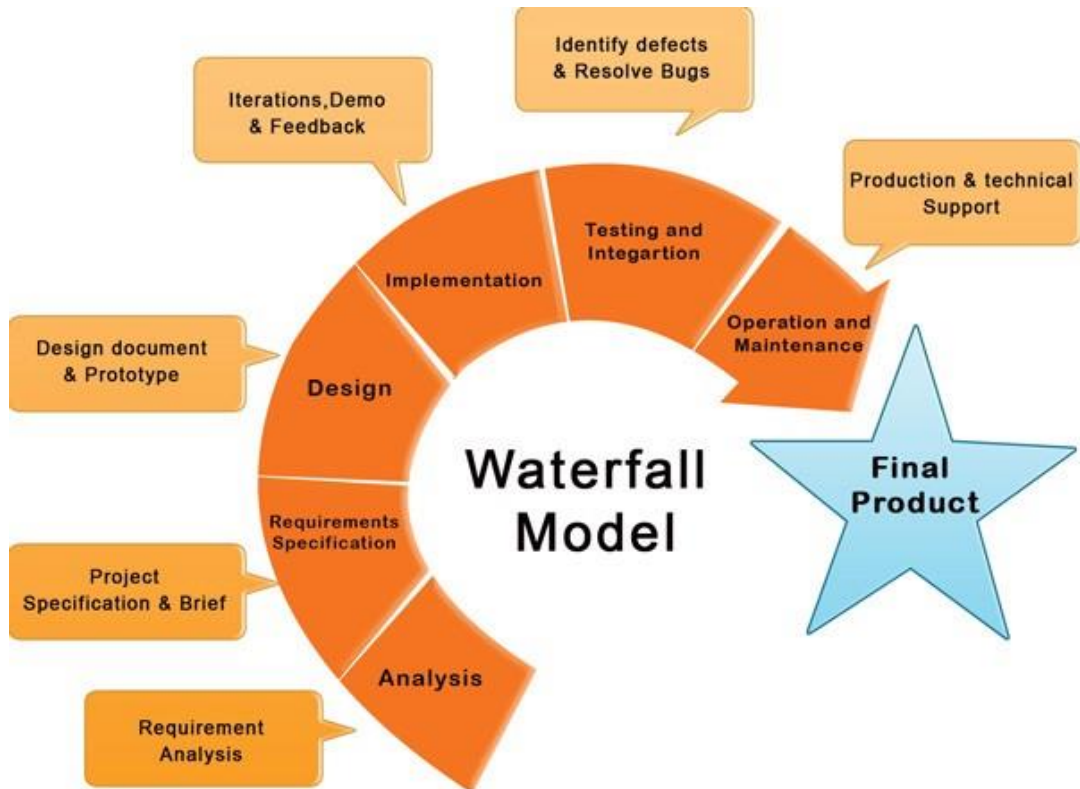 Identify defects
& Resolve Bugs
Iterations,Demo
& Feedback
Production & technical
Support
Testing and
Integartion
Implementation
Operation and
Maintenance
Design document
& Prototype
Design
Waterfall
Model
Final
Product
Requirements
Specification
Project
Specification & Brief
Analysis
Requirement
Analysis